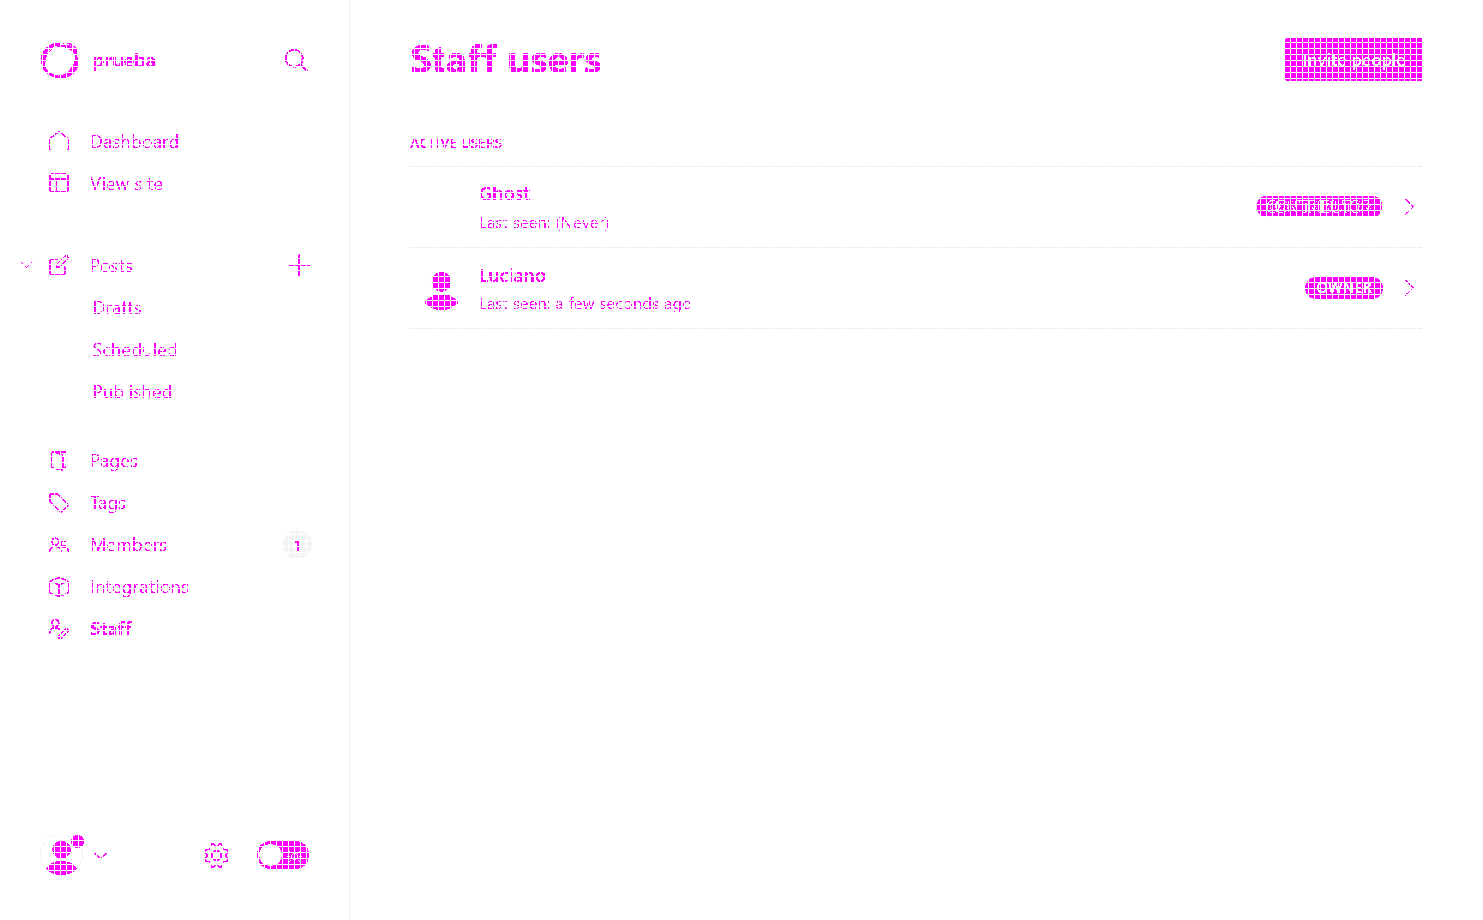 prueba
Dashboard
View site
Posts
Drafts
Scheduled
Published
Pages
Tags
Members
1
Integrations
Staff
Staff users
Invite people
ACTIVE USERS
Ghost
Last seen: (Never)
CONTRIBUTOR
Luciano
Last seen: a few seconds ago
OWNER